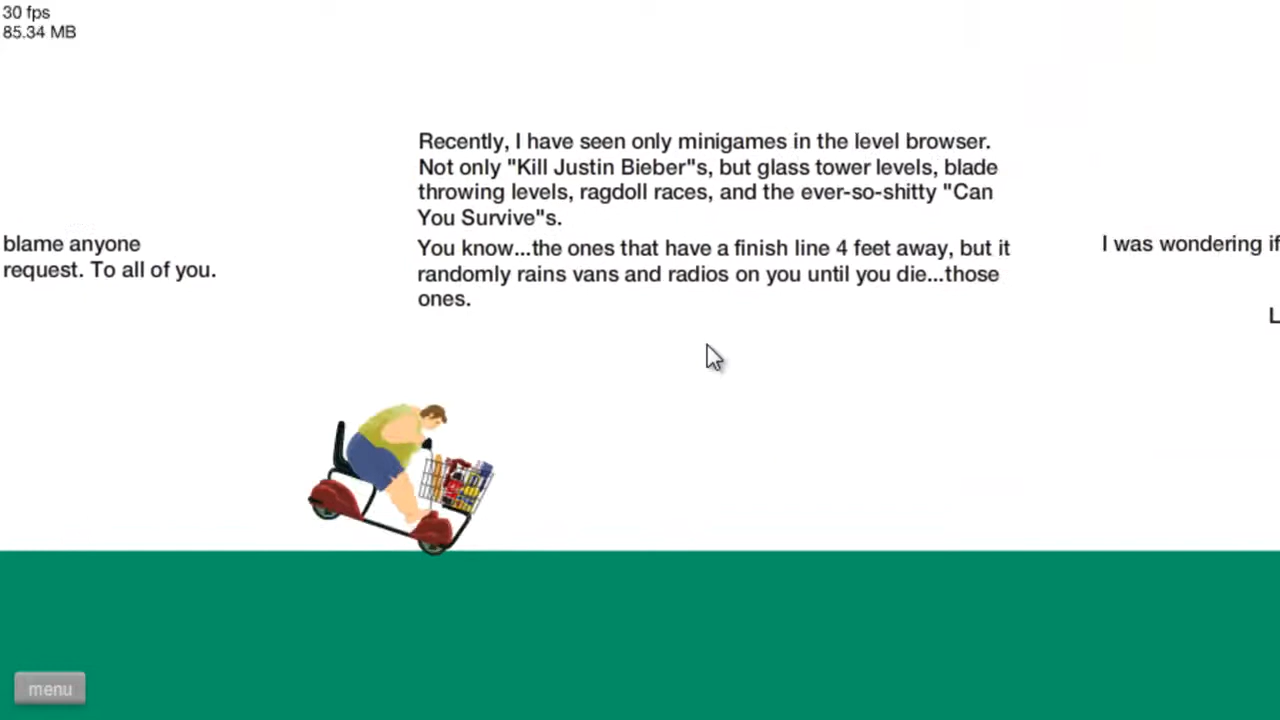 30 fps
85.34 MB
Recently, I have seen only minigames in the level browser.
Not only "Kill Justin Bieber"s, but glass tower levels, blade
throwing levels, ragdoll races, and the ever-so-shitty "Can
You Survive"s.
You know...the ones that have a finish line 4 feet away, but it
randomly rains vans and radios on you until you die...those
ones.
blame anyone
request. To all of you.
I was wondering if
L
menu